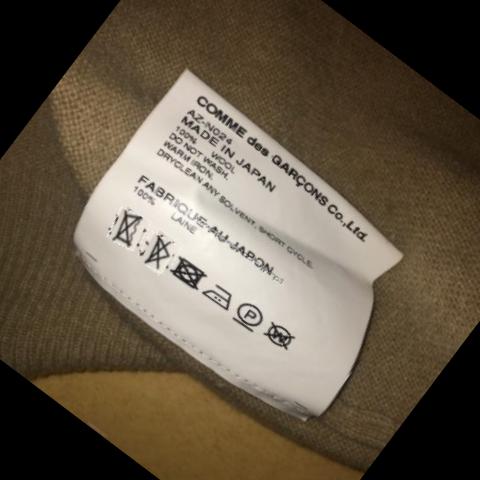 COMME des GARÇONS Co.,Ltd.
AZ-N024
MADE IN JAPAN
100% WOOL
DO NOT WASH.
WARM IRON.
DRYCLEAN ANY SOLVENT, SHORT CYCLE.
FABRIQUE AU JAPON
100% LAINE
P
W